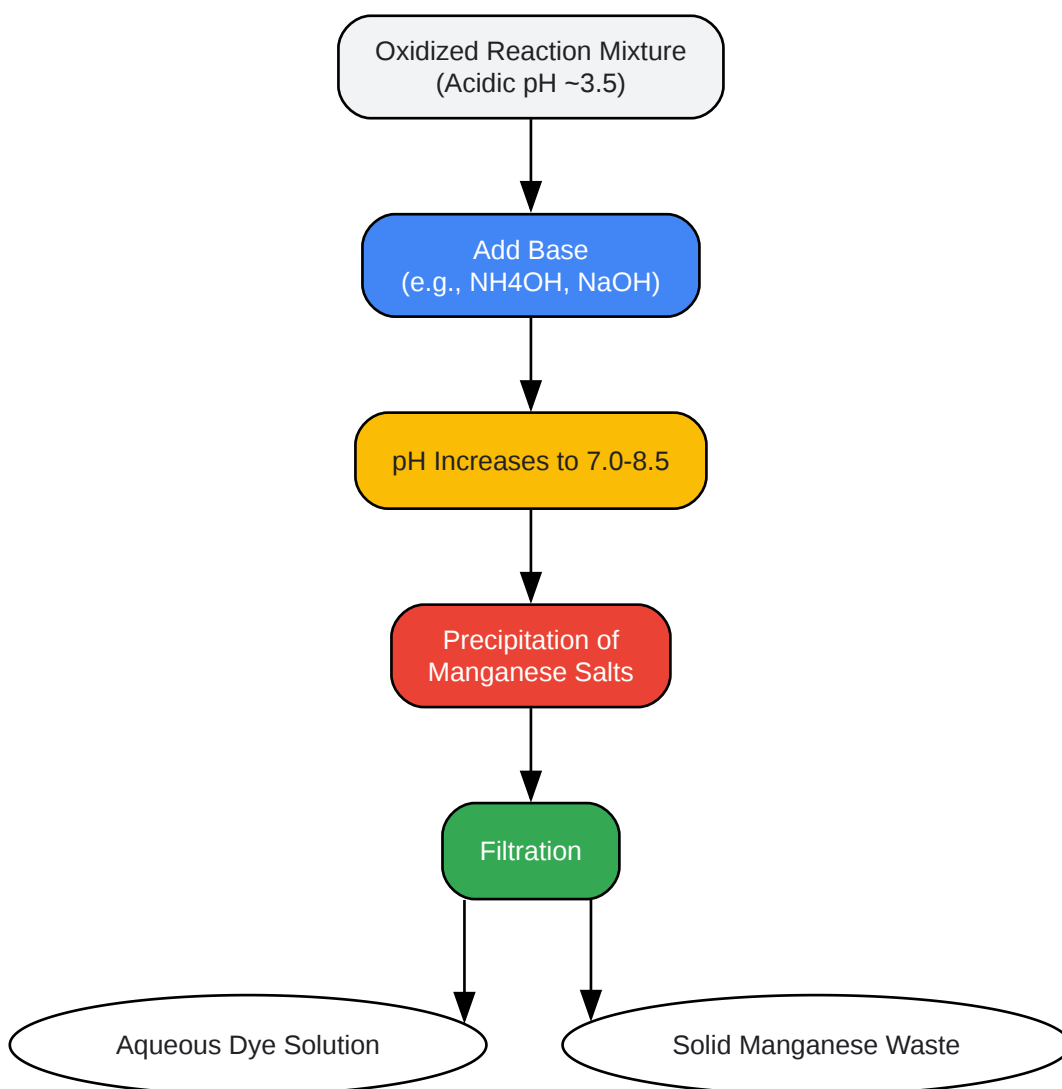 Oxidized Reaction Mixture
(Acidic pH ~3.5)
Add Base
(e.g., NH4OH, NaOH)
pH Increases to 7.0-8.5
Precipitation of
Manganese Salts
Filtration
Aqueous Dye Solution
Solid Manganese Waste